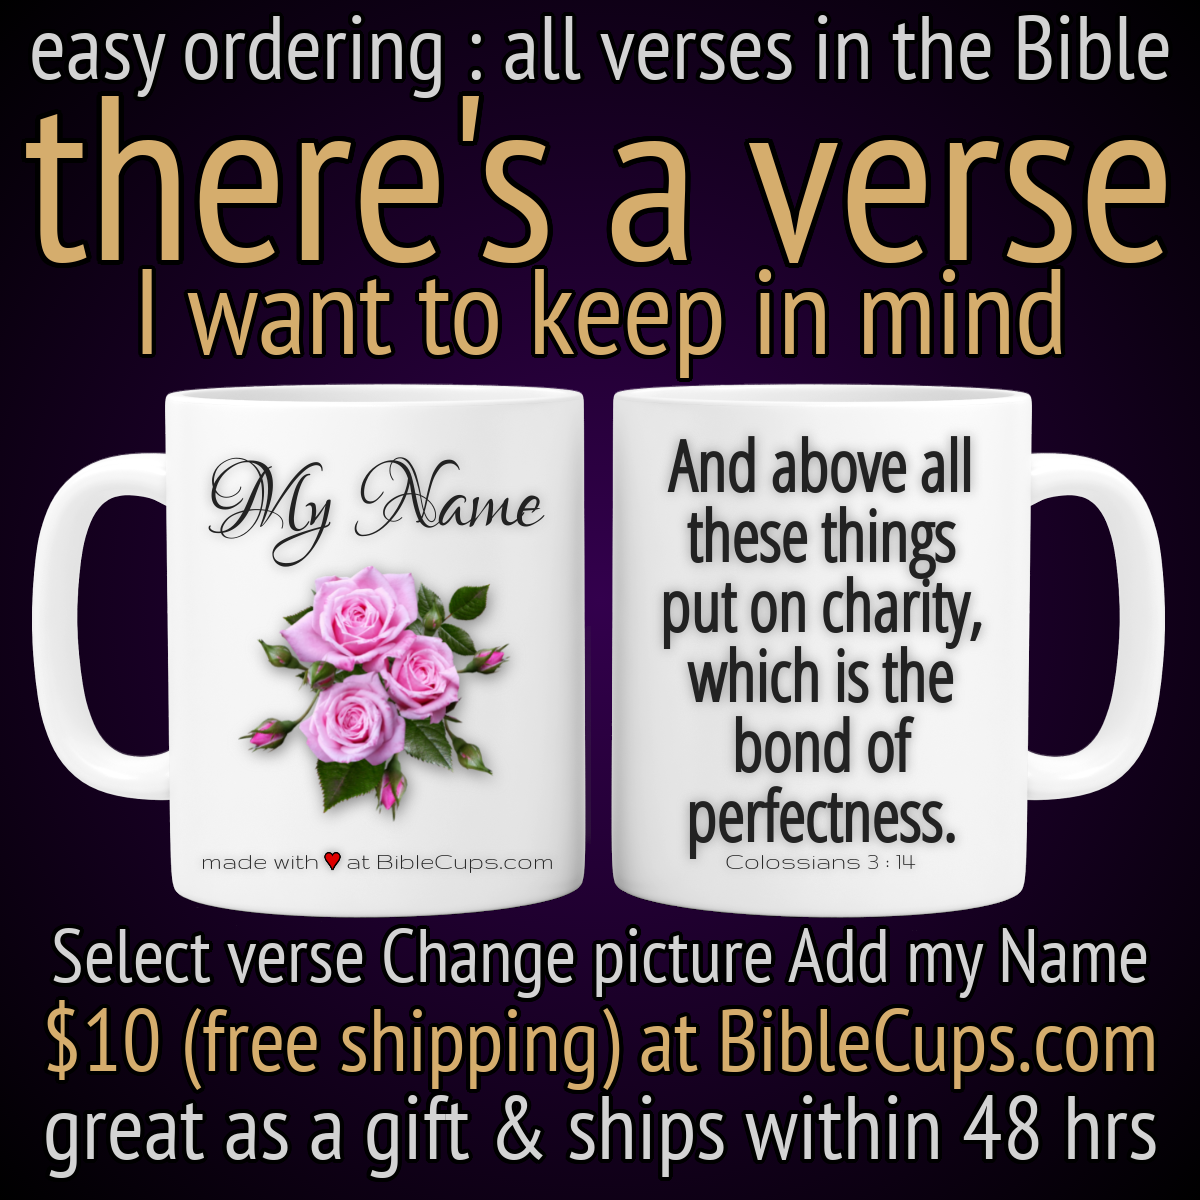 easy ordering : all verses in the Bible
there's a verse
I want to keep in mind
My Name
made with ♥ at BibleCups.com
And above all
these things
put on charity,
which is the
bond of
perfectness.
Colossians 3 : 14
Select verse Change picture Add my Name
$10 (free shipping) at BibleCups.com
great as a gift & ships within 48 hrs